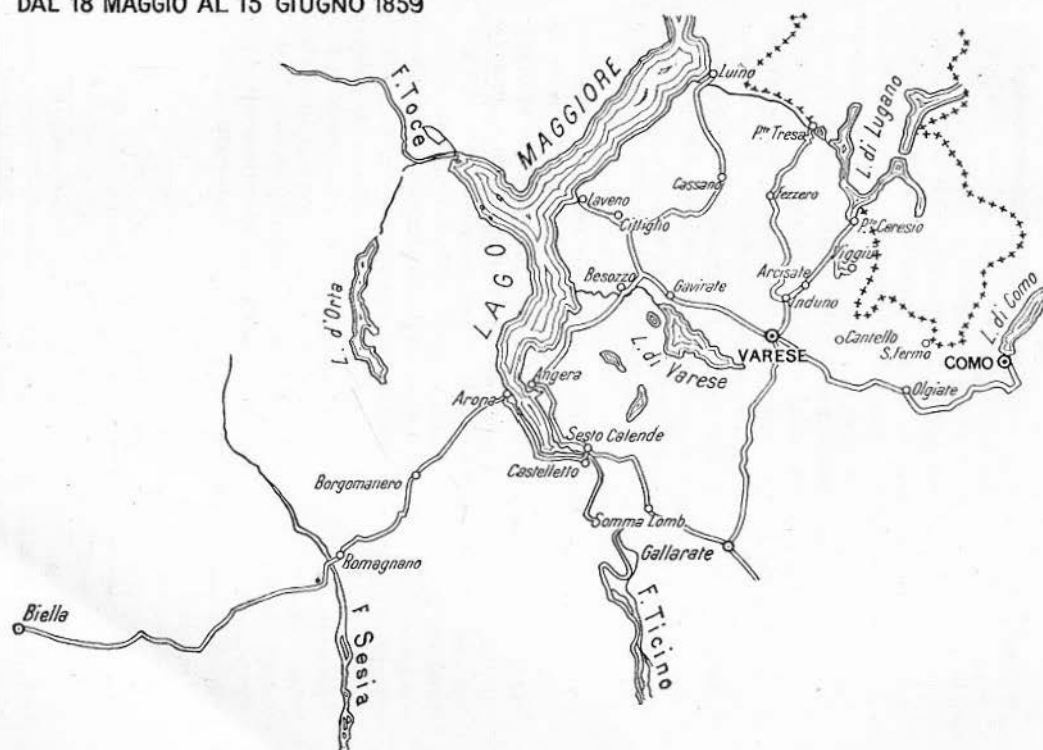 DAL 18 MAGGIO AL 15 GIUGNO 1859
F. Toce
LAGO MAGGIORE
Luino
P.te Tresa
L. di Lugano
Cassano
Jezzero
Laveno
Cittiglio
P.to Ceresio
Viggiù
Arcisate
Besozzo
Gavirate
Induno
L. d'Orta
L. di Varese
VARESE
Cantello
S. Fermo
L. di Como
COMO
Olgiate
Angera
Arona
Sesto Calende
Castelletto
Borgomanero
Somma Lomb.
Gallarate
Romagnano
F. Ticino
Biella
F Sesia